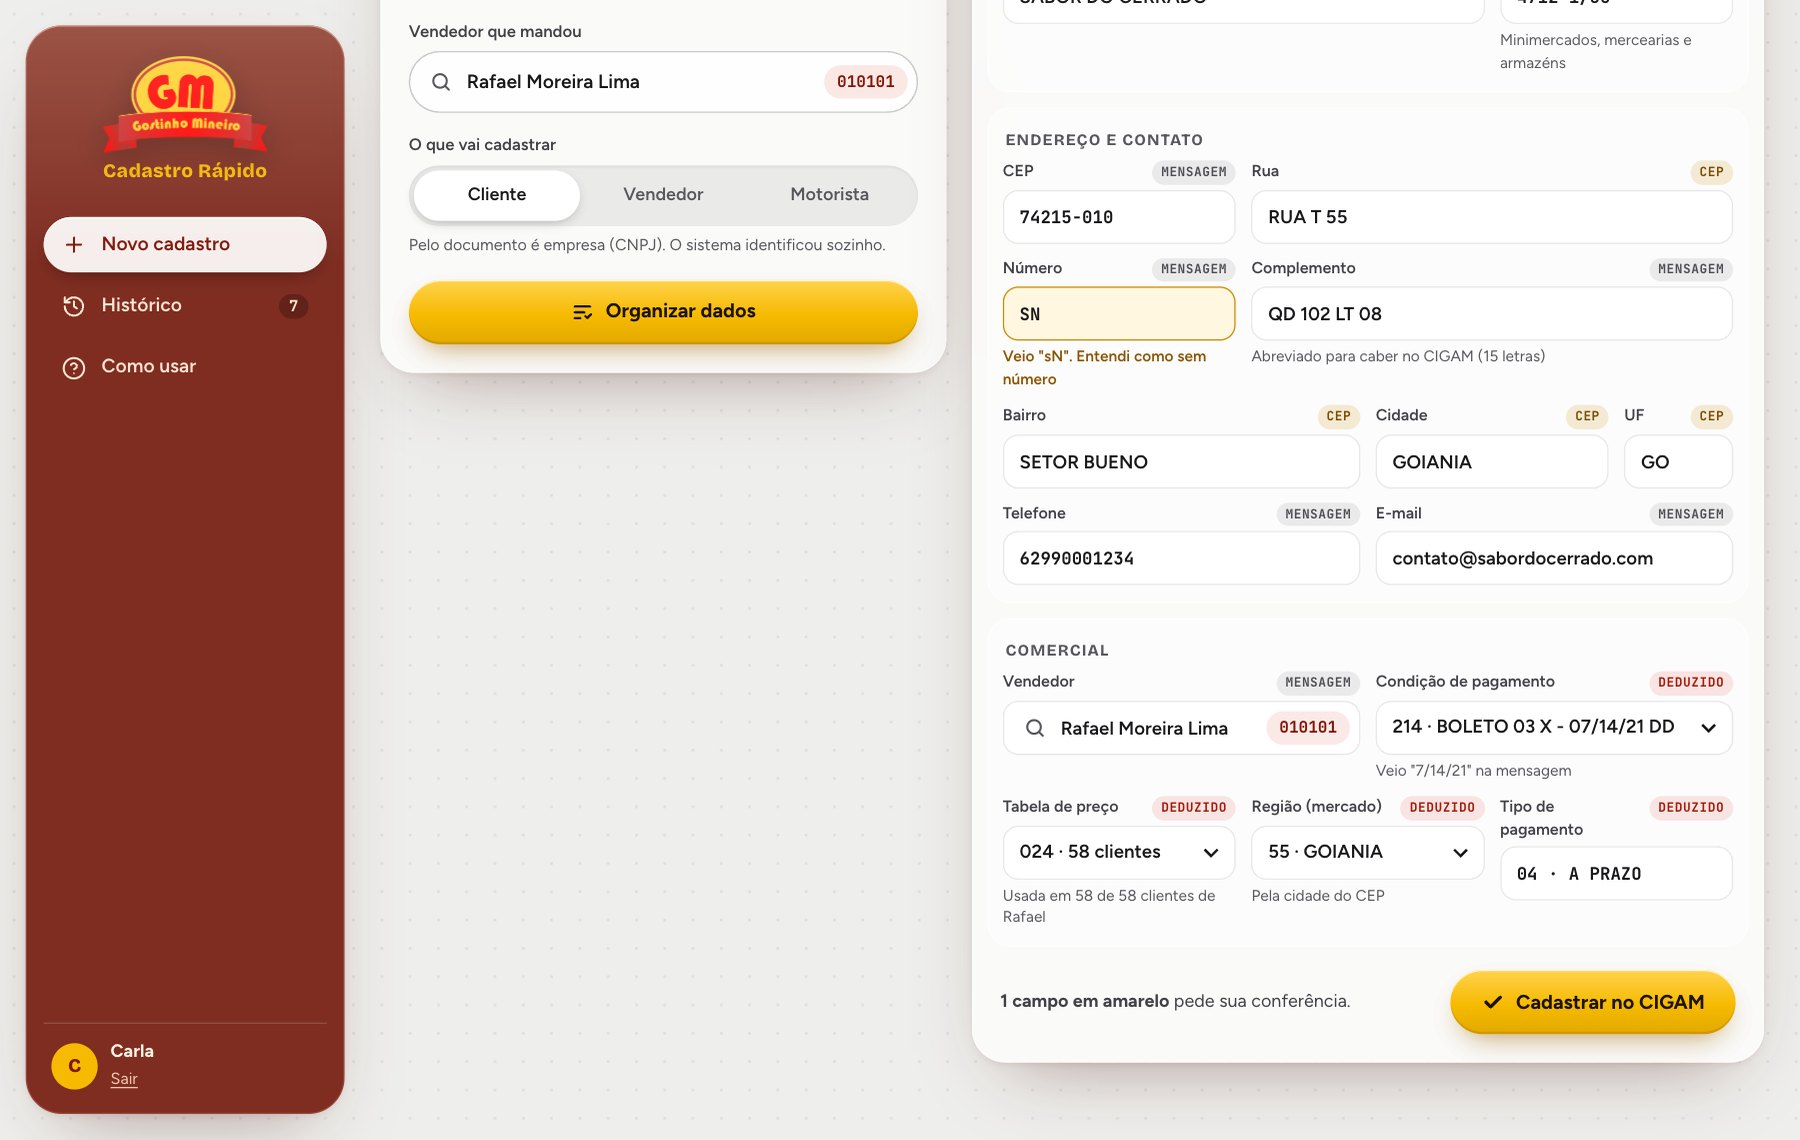 GM
Gostinho Mineiro
Cadastro Rápido
Novo cadastro
Histórico 7
Como usar
C
Carla
Sair
Vendedor que mandou
Rafael Moreira Lima 010101
O que vai cadastrar
Cliente Vendedor Motorista
Pelo documento é empresa (CNPJ). O sistema identificou sozinho.
Organizar dados
Minimercados, mercearias e
armazéns
ENDEREÇO E CONTATO
CEP MENSAGEM Rua CEP
74215-010 RUA T 55
Número MENSAGEM Complemento MENSAGEM
SN QD 102 LT 08
Veio "sN". Entendi como sem
número
Abreviado para caber no CIGAM (15 letras)
Bairro CEP Cidade CEP UF CEP
SETOR BUENO GOIANIA GO
Telefone MENSAGEM E-mail MENSAGEM
62990001234 contato@sabordocerrado.com
COMERCIAL
Vendedor MENSAGEM Condição de pagamento DEDUZIDO
Rafael Moreira Lima 010101 214 · BOLETO 03 X - 07/14/21 DD
Veio "7/14/21" na mensagem
Tabela de preço DEDUZIDO Região (mercado) DEDUZIDO Tipo de
pagamento DEDUZIDO
024 · 58 clientes 55 · GOIANIA 04 · A PRAZO
Usada em 58 de 58 clientes de
Rafael
Pela cidade do CEP
1 campo em amarelo pede sua conferência.
Cadastrar no CIGAM